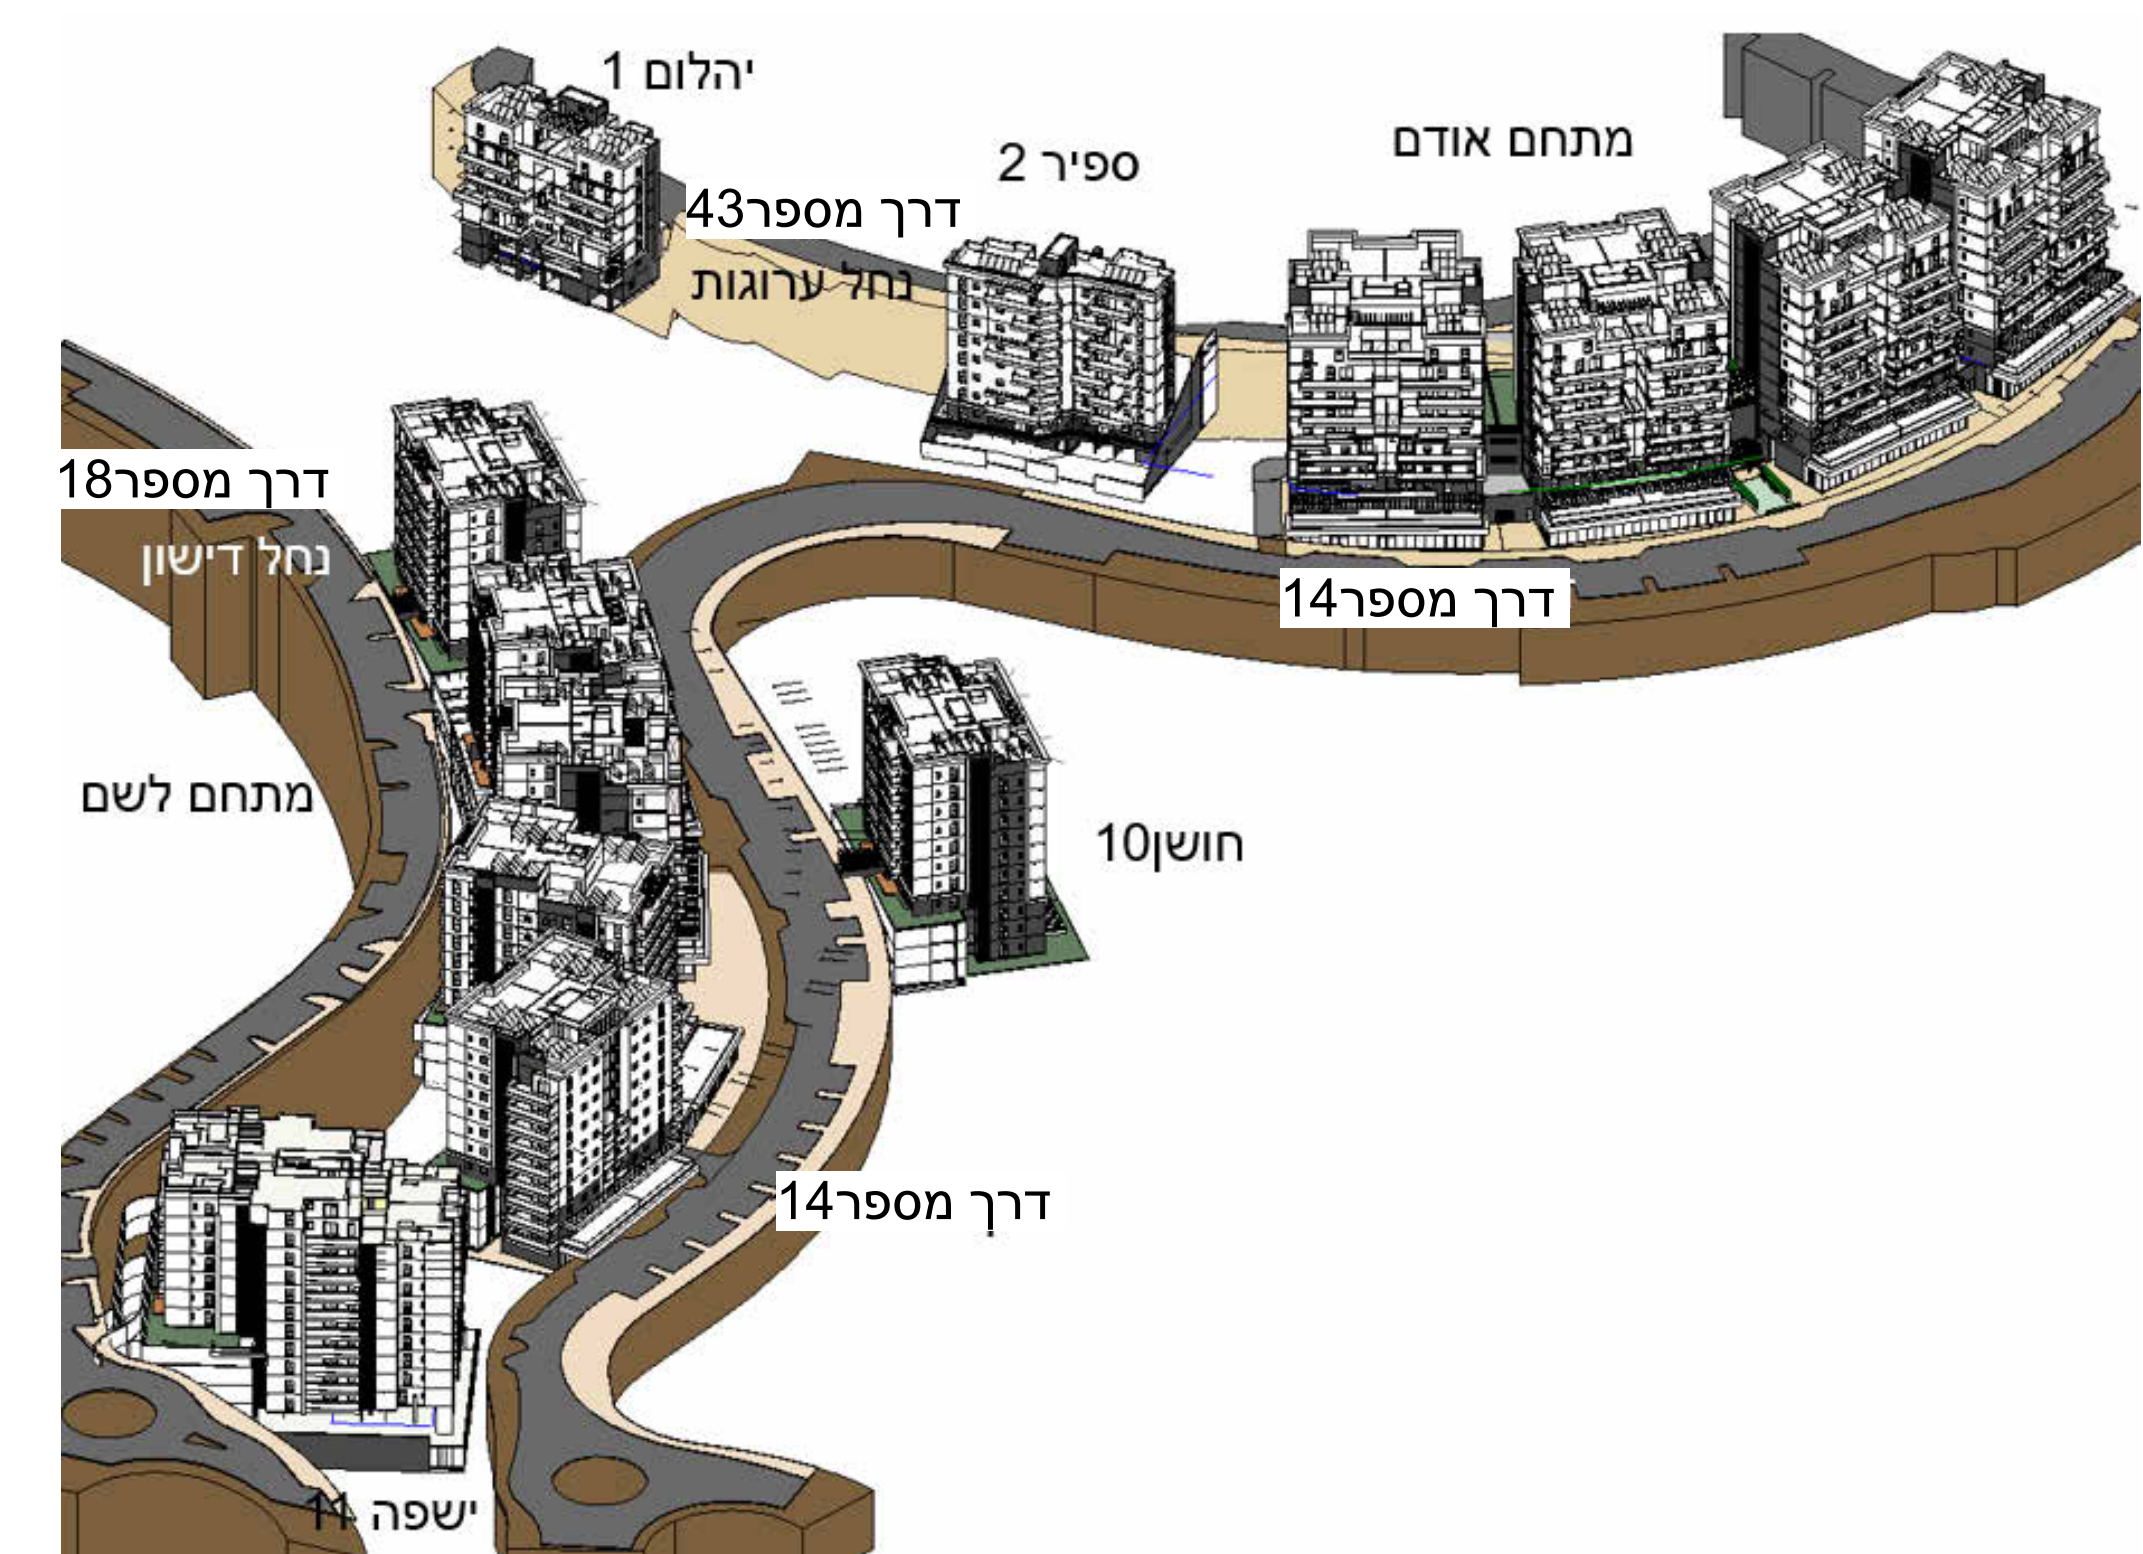 יהלום 1
מתחם אודם
ספיר 2
דרך מספר43
נחל ערוגות
דרך מספר18
נחל דישון
דרך מספר14
מתחם לשם
חושן10
דרך מספר14
ישפה 11